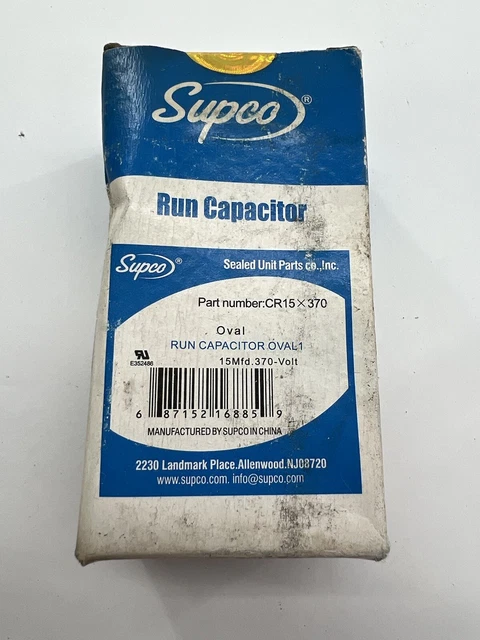 Supco®
Run Capacitor
Supco®
Sealed Unit Parts co.,Inc.
Part number:CR15×370
Oval
RUN CAPACITOR OVAL1
15Mfd.370-Volt
E352486
6 87152 16885 9
MANUFACTURED BY SUPCO IN CHINA
2230 Landmark Place.Allenwood.NJ08720
www.supco.com. info@supco.com